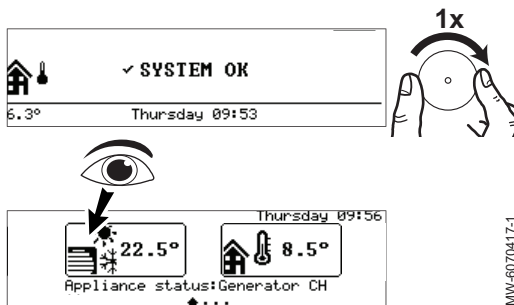 1x
✓ SYSTEM OK
6.3° Thursday 09:53
Thursday 09:56
22.5° 8.5°
Appliance status:Generator CH
MW-6070417-1